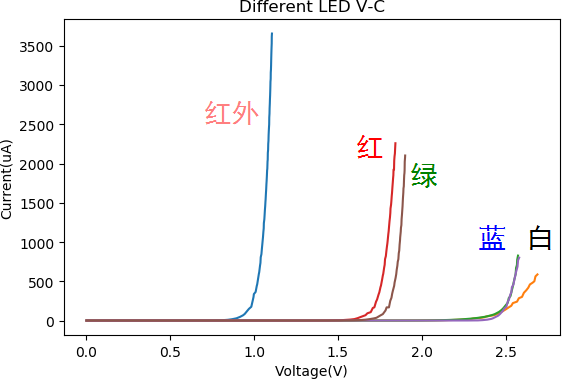 Different LED V-C
Current(uA)
3500
3000
2500
2000
1500
1000
500
0
红外
红
绿
蓝 白
0.0 0.5 1.0 1.5 2.0 2.5
Voltage(V)